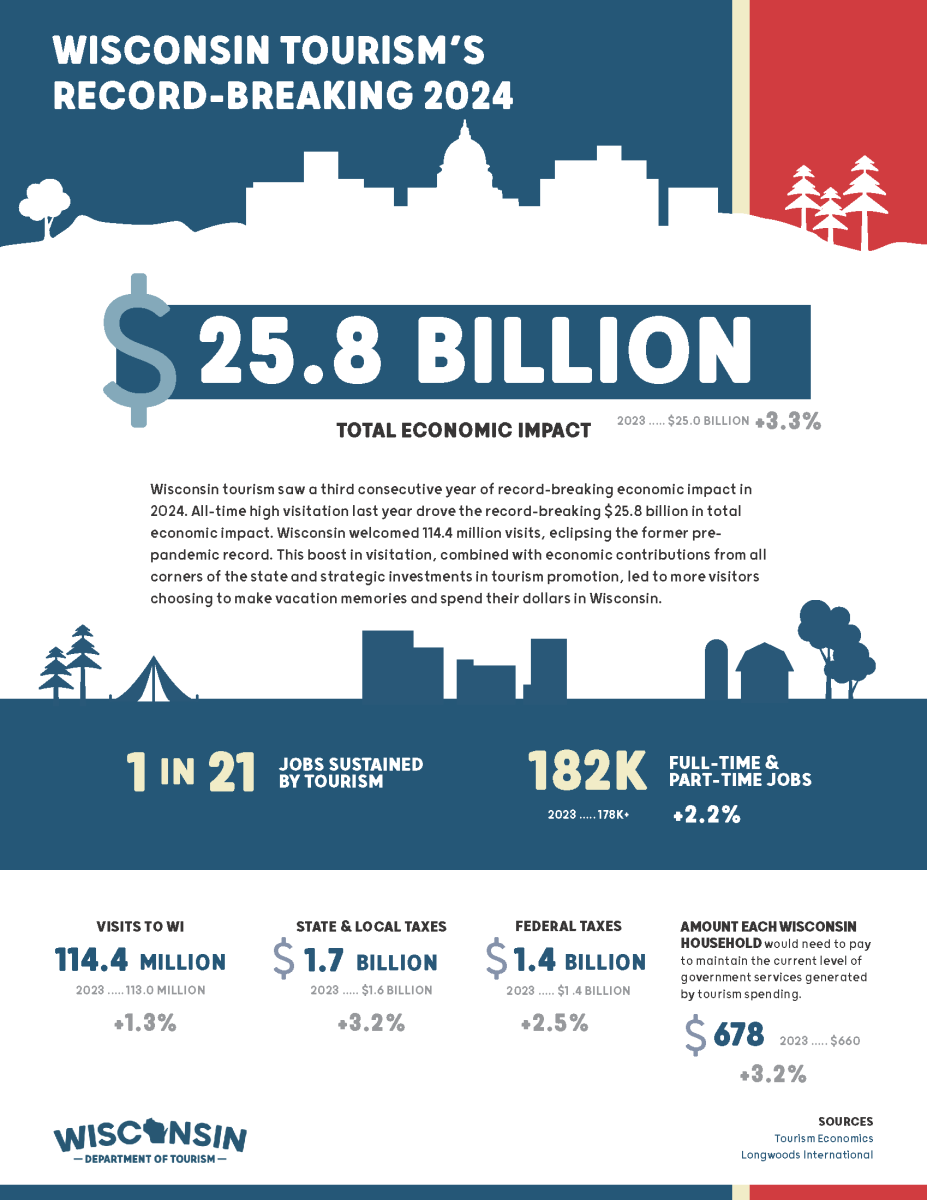 WISCONSIN TOURISM'S
RECORD-BREAKING 2024
$25.8 BILLION
TOTAL ECONOMIC IMPACT
2023 ..... $25.0 BILLION +3.3%
Wisconsin tourism saw a third consecutive year of record-breaking economic impact in
2024. All-time high visitation last year drove the record-breaking $25.8 billion in total
economic impact. Wisconsin welcomed 114.4 million visits, eclipsing the former pre-
pandemic record. This boost in visitation, combined with economic contributions from all
corners of the state and strategic investments in tourism promotion, led to more visitors
choosing to make vacation memories and spend their dollars in Wisconsin.
1 IN 21
JOBS SUSTAINED
BY TOURISM
182K
FULL-TIME &
PART-TIME JOBS
2023 ..... 178K+
+2.2%
VISITS TO WI
114.4 MILLION
2023 ..... 113.0 MILLION
+1.3%
STATE & LOCAL TAXES
$1.7 BILLION
2023 ..... $1.6 BILLION
+3.2%
FEDERAL TAXES
$1.4 BILLION
2023 ..... $1 .4 BILLION
+2.5%
AMOUNT EACH WISCONSIN
HOUSEHOLD would need to pay
to maintain the current level of
government services generated
by tourism spending.
$678 2023 ..... $660
+3.2%
WISCONSIN
DEPARTMENT OF TOURISM
SOURCES
Tourism Economics
Longwoods International